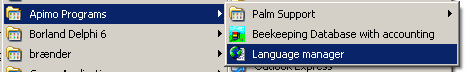 Apimo Programs
Palm Support
Borland Delphi 6
Beekeeping Database with accounting
brænder
Language manager